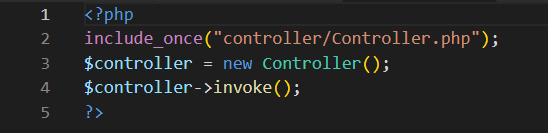 1 <?php
2 include_once("controller/Controller.php");
3 $controller = new Controller();
4 $controller->invoke();
5 ?>